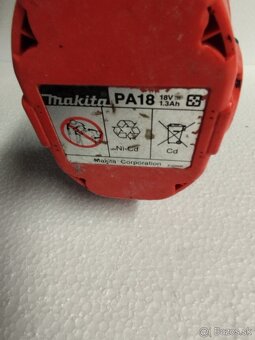 makita PA18 18V
1.3Ah
Ni-Cd Cd
Makita Corporation
© Bazos.sk